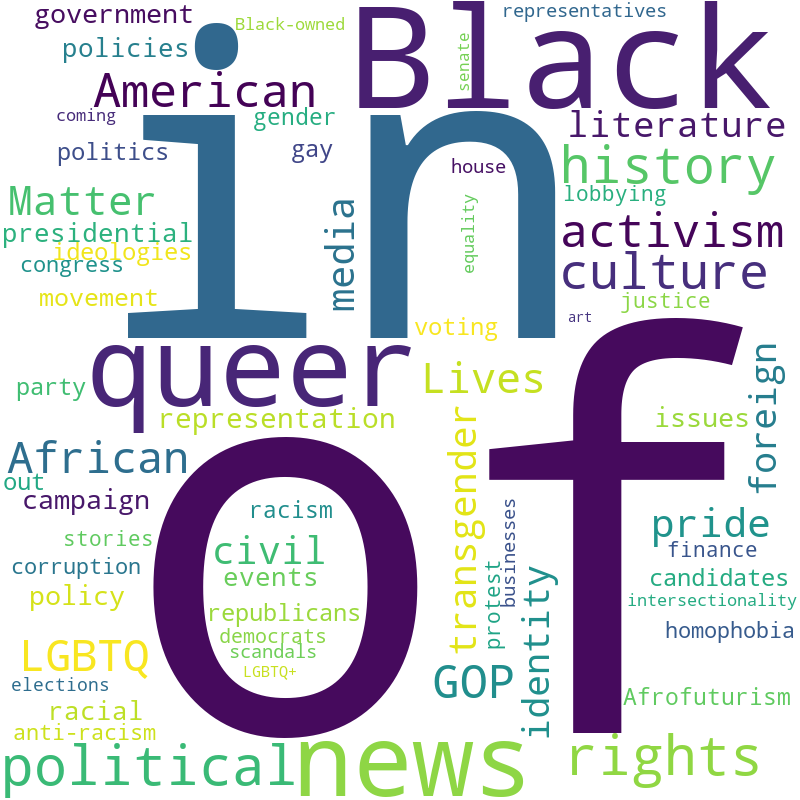 government
Black-owned
representatives
policies
in
Black
senate
American
coming
gender
literature
politics
gay
house
history
Matter
media
lobbying
presidential
ideologies
equality
activism
congress
culture
movement
art
justice
voting
queer
of
Lives
foreign
party
representation
transgender
issues
African
out
campaign
racism
businesses
pride
stories
civil
finance
corruption
events
protest
identity
candidates
policy
republicans
intersectionality
democrats
homophobia
LGBTQ
scandals
LGBTQ+
GOP
elections
Afrofuturism
racial
anti-racism
political
news
rights